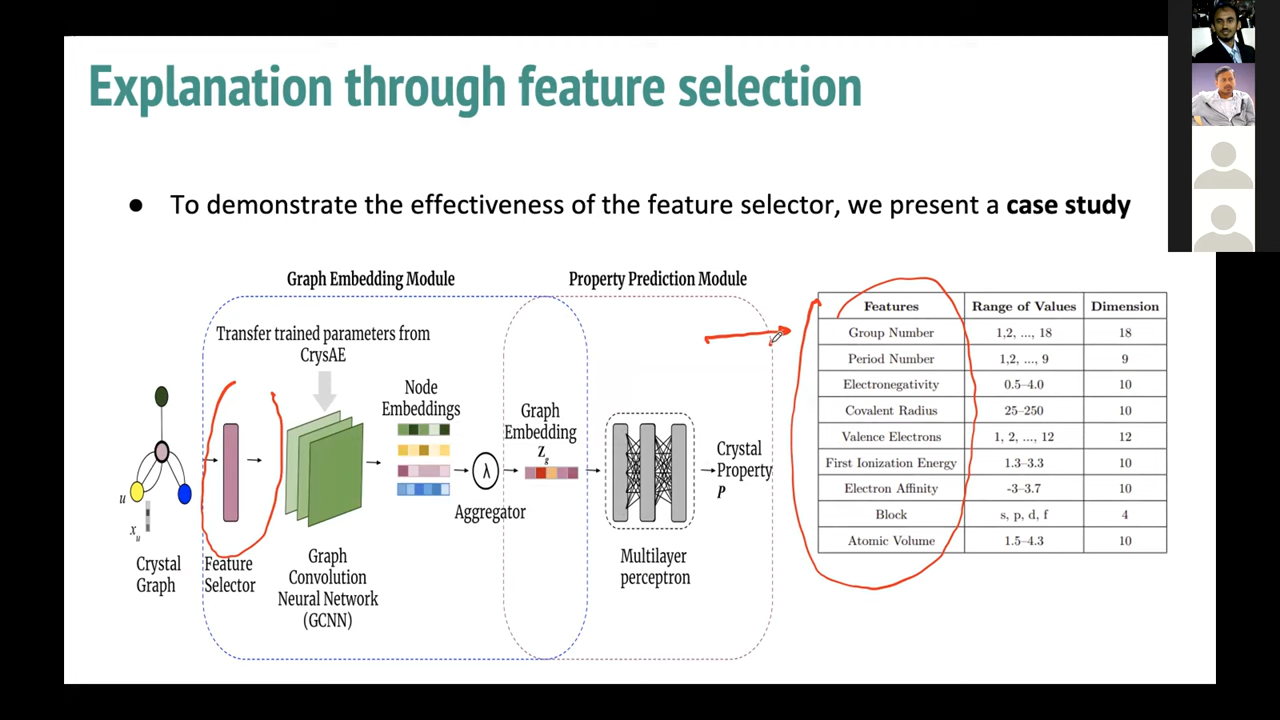 Explanation through feature selection
● To demonstrate the effectiveness of the feature selector, we present a case study
Graph Embedding Module
Property Prediction Module
Transfer trained parameters from
CrysAE
Node
Embeddings
Graph
Embedding
Zg
λ
Aggregator
Crystal
Property
P
u
xu
Crystal
Graph
Feature
Selector
Graph
Convolution
Neural Network
(GCNN)
Multilayer
perceptron
Features Range of Values Dimension
Group Number 1,2, ..., 18 18
Period Number 1,2, ..., 9 9
Electronegativity 0.5–4.0 10
Covalent Radius 25–250 10
Valence Electrons 1, 2, ..., 12 12
First Ionization Energy 1.3–3.3 10
Electron Affinity -3–3.7 10
Block s, p, d, f 4
Atomic Volume 1.5–4.3 10